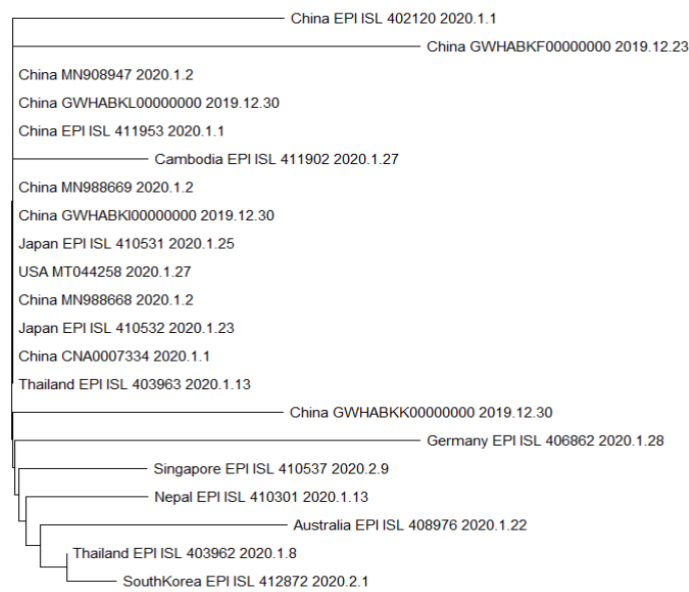 China EPI ISL 402120 2020.1.1
China GWHABKF00000000 2019.12.23
China MN908947 2020.1.2
China GWHABKL00000000 2019.12.30
China EPI ISL 411953 2020.1.1
Cambodia EPI ISL 411902 2020.1.27
China MN988669 2020.1.2
China GWHABKI00000000 2019.12.30
Japan EPI ISL 410531 2020.1.25
USA MT044258 2020.1.27
China MN988668 2020.1.2
Japan EPI ISL 410532 2020.1.23
China CNA0007334 2020.1.1
Thailand EPI ISL 403963 2020.1.13
China GWHABKK00000000 2019.12.30
Germany EPI ISL 406862 2020.1.28
Singapore EPI ISL 410537 2020.2.9
Nepal EPI ISL 410301 2020.1.13
Australia EPI ISL 408976 2020.1.22
Thailand EPI ISL 403962 2020.1.8
SouthKorea EPI ISL 412872 2020.2.1